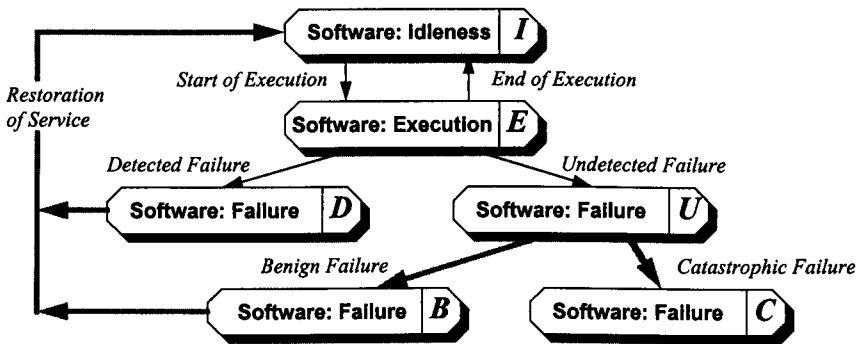 Software: Idleness I
Start of Execution
End of Execution
Restoration
of Service
Software: Execution E
Detected Failure
Undetected Failure
Software: Failure D
Software: Failure U
Benign Failure
Catastrophic Failure
Software: Failure B
Software: Failure C